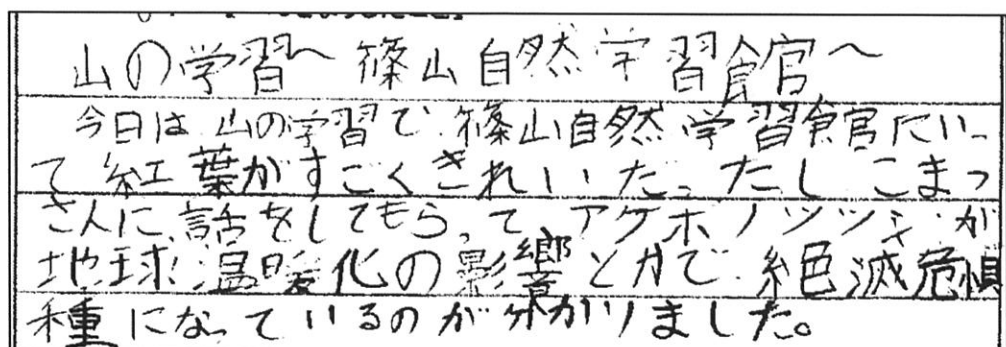 山の学習～篠山自然学習館～
今日は、山の学習で、篠山自然学習館にいっ
て紅葉がすごくきれいだったしこまつ
さんに、話をしてもらって、アケボノツツジが
地球温暖化の影響とかで、絶滅危惧
種になっているのが分かりました。